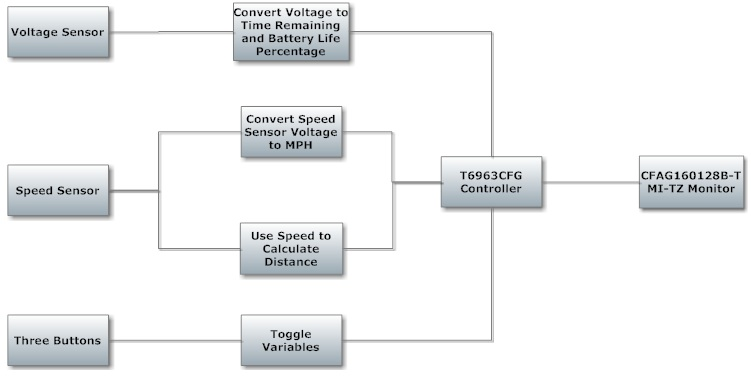 Voltage Sensor
Convert Voltage to
Time Remaining
and Battery Life
Percentage
Convert Speed
Sensor Voltage
to MPH
Speed Sensor
T6963CFG
Controller
CFAG160128B-T
MI-TZ Monitor
Use Speed to
Calculate
Distance
Three Buttons
Toggle
Variables